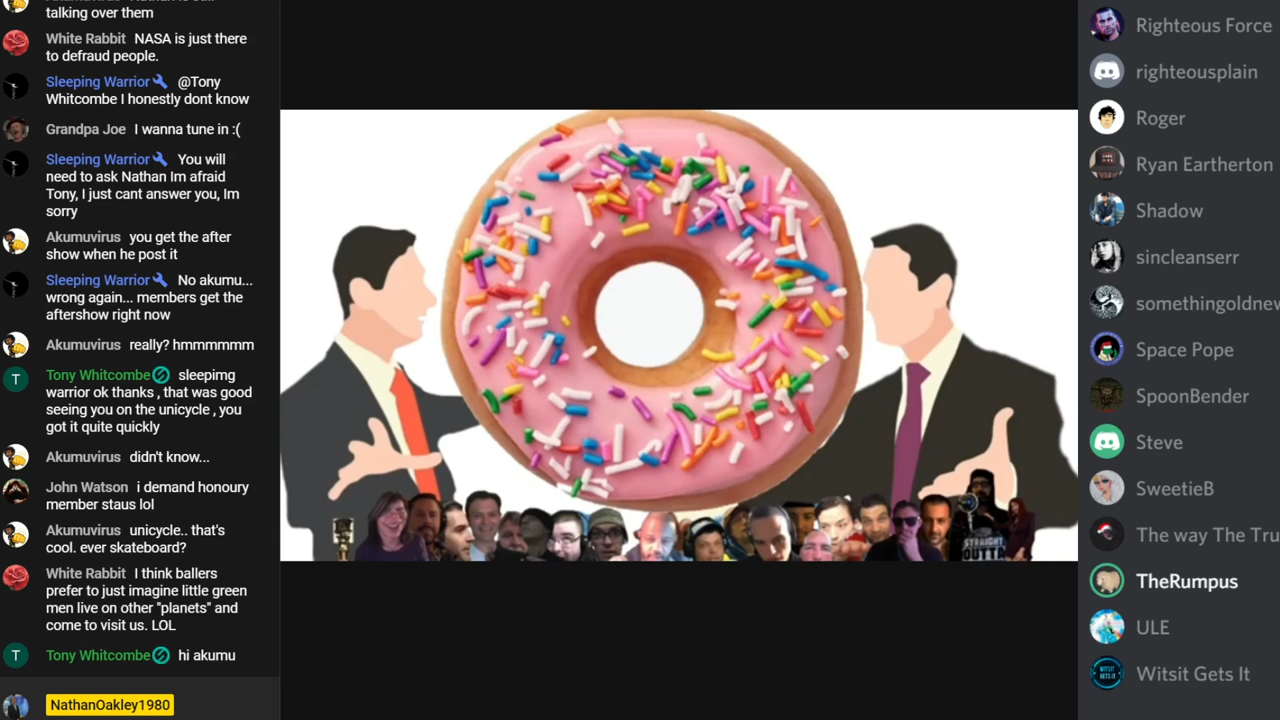 talking over them
White Rabbit NASA is just there
to defraud people.
Sleeping Warrior @Tony
Whitcombe I honestly dont know
Grandpa Joe I wanna tune in :(
Sleeping Warrior You will
need to ask Nathan Im afraid
Tony, I just cant answer you, Im
sorry
Akumuvirus you get the after
show when he post it
Sleeping Warrior No akumu...
wrong again... members get the
aftershow right now
Akumuvirus really? hmmmmmm
T Tony Whitcombe sleepimg
warrior ok thanks , that was good
seeing you on the unicycle , you
got it quite quickly
Akumuvirus didn't know...
John Watson i demand honoury
member staus lol
Akumuvirus unicycle.. that's
cool. ever skateboard?
White Rabbit I think ballers
prefer to just imagine little green
men live on other "planets" and
come to visit us. LOL
T Tony Whitcombe hi akumu
NathanOakley1980
STRAIGHT
OUTTA
Righteous Force
righteousplain
Roger
Ryan Eartherton
Shadow
sincleanserr
somethingoldnew
Space Pope
SpoonBender
Steve
SweetieB
The way The Tru
TheRumpus
ULE
WITSIT
GETS IT
Witsit Gets It